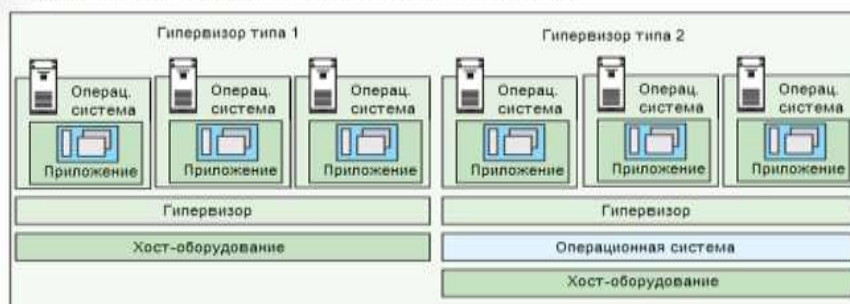 Гипервизор типа 1
Операц. система
Приложение
Операц. система
Приложение
Операц. система
Приложение
Гипервизор
Хост-оборудование
Гипервизор типа 2
Операц. система
Приложение
Операц. система
Приложение
Операц. система
Приложение
Гипервизор
Операционная система
Хост-оборудование